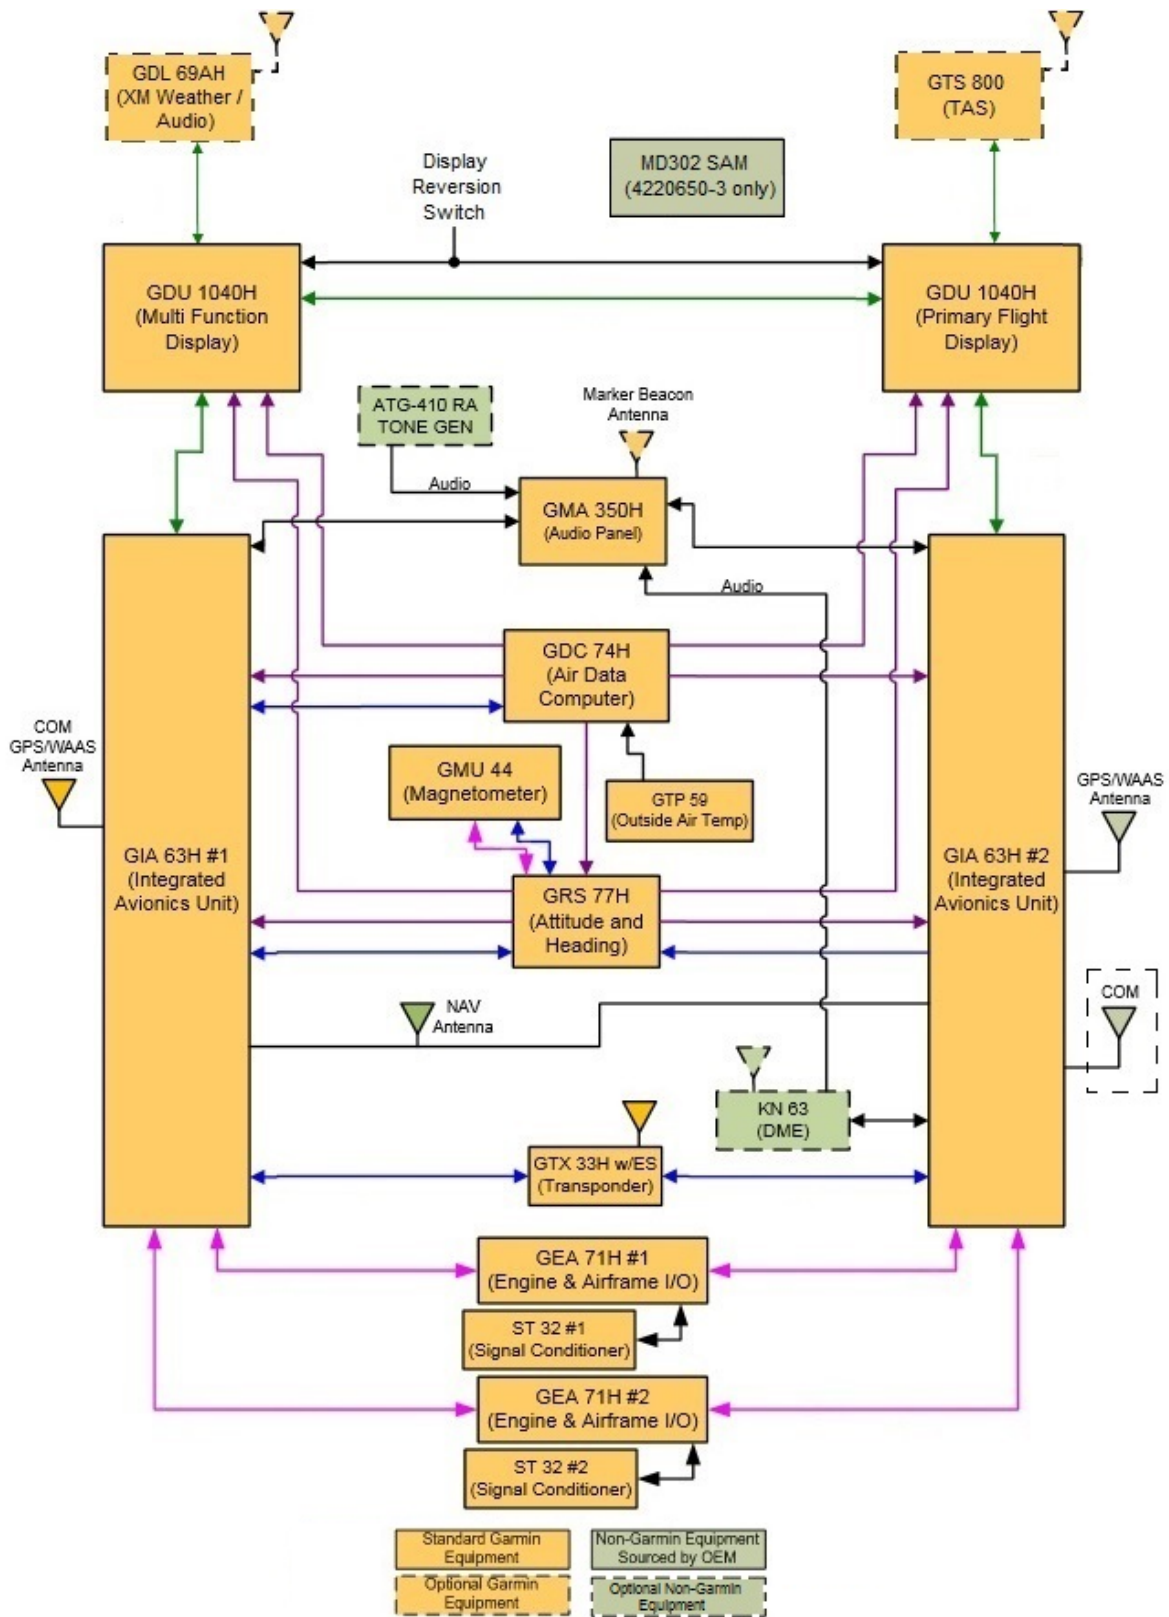 GDL 69AH
(XM Weather /
Audio)
GTS 800
(TAS)
Display
Reversion
Switch
MD302 SAM
(4220650-3 only)
GDU 1040H
(Multi Function
Display)
GDU 1040H
(Primary Flight
Display)
ATG-410 RA
TONE GEN
Marker Beacon
Antenna
Audio
GMA 350H
(Audio Panel)
Audio
GDC 74H
(Air Data
Computer)
COM
GPS/WAAS
Antenna
GMU 44
(Magnetometer)
GTP 59
(Outside Air Temp)
GPS/WAAS
Antenna
GIA 63H #1
(Integrated
Avionics Unit)
GRS 77H
(Attitude and
Heading)
GIA 63H #2
(Integrated
Avionics Unit)
NAV
Antenna
COM
KN 63
(DME)
GTX 33H w/ES
(Transponder)
GEA 71H #1
(Engine & Airframe I/O)
ST 32 #1
(Signal Conditioner)
GEA 71H #2
(Engine & Airframe I/O)
ST 32 #2
(Signal Conditioner)
Standard Garmin
Equipment
Non-Garmin Equipment
Sourced by OEM
Optional Garmin
Equipment
Optional Non-Garmin
Equipment